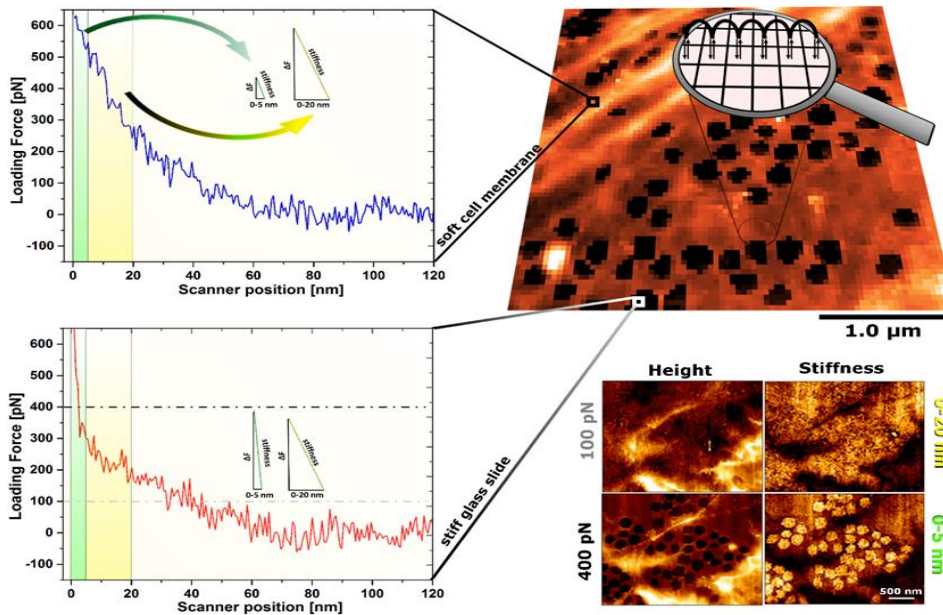 600
500
400
300
200
100
0
-100
Loading Force [pN]
0 20 40 60 80 100 120
Scanner position [nm]
ΔF
stiffness
0-5 nm
ΔF
stiffness
0-20 nm
soft cell membrane
1.0 µm
600
500
400
300
200
100
0
-100
Loading Force [pN]
0 20 40 60 80 100 120
Scanner position [nm]
ΔF
stiffness
0-5 nm
ΔF
stiffness
0-20 nm
stiff glass slide
Height Stiffness
100 pN
0-20 nm
400 pN
0-5 nm
500 nm